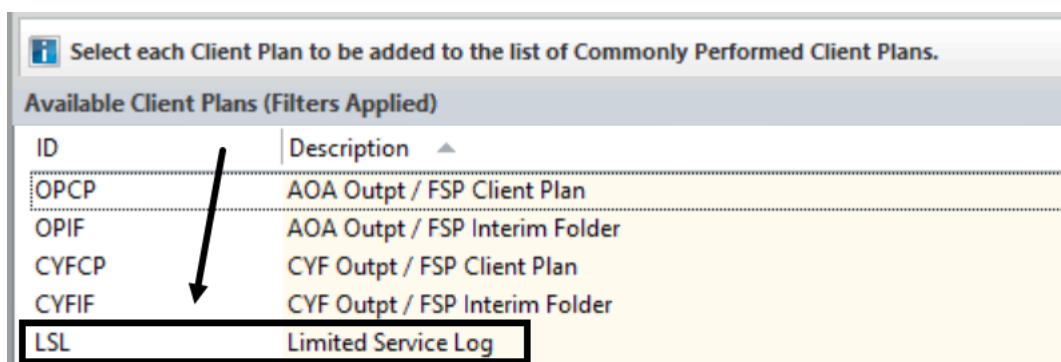 Select each Client Plan to be added to the list of Commonly Performed Client Plans.
Available Client Plans (Filters Applied)
ID Description
OPCP AOA Outpt / FSP Client Plan
OPIF AOA Outpt / FSP Interim Folder
CYFCP CYF Outpt / FSP Client Plan
CYFIF CYF Outpt / FSP Interim Folder
LSL Limited Service Log